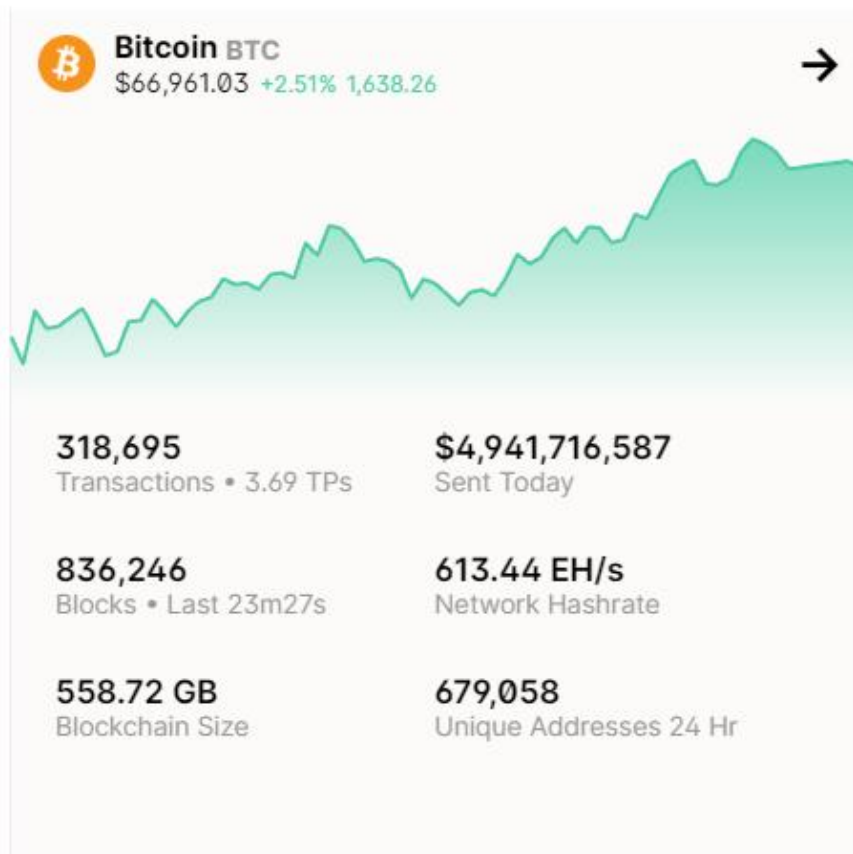 Bitcoin BTC
$66,961.03 +2.51% 1,638.26
318,695
Transactions • 3.69 TPs
$4,941,716,587
Sent Today
836,246
Blocks • Last 23m27s
613.44 EH/s
Network Hashrate
558.72 GB
Blockchain Size
679,058
Unique Addresses 24 Hr